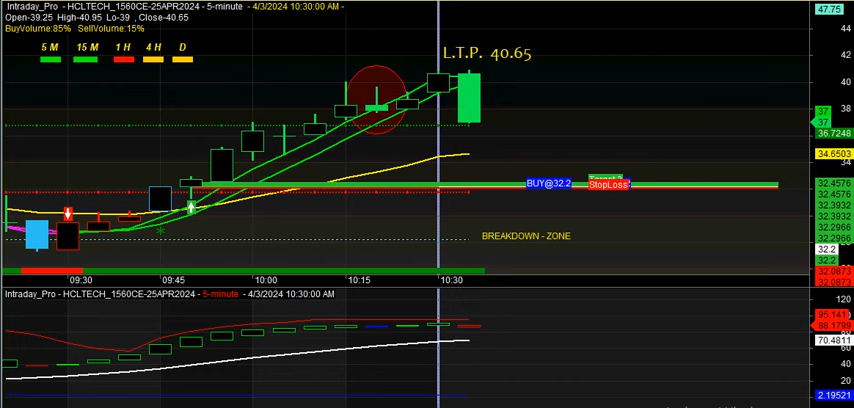 Intraday_Pro - HCLTECH_1560CE-25APR2024 - 5-minute - 4/3/2024 10:30:00 AM -
Open-39.25 High-40.95 Lo-39 , Close-40.65
BuyVolume:85% SellVolume:15%
5 M 15 M 1 H 4 H D
L.T.P. 40.65
47.75
44
42
40
38
37
37
36.7248
34.6503
34
32.4576
32.4576
32.3932
32.3932
32.2966
32.2966
32.2
32.2
32.0873
32.0873
BUY@32.2
StopLoss
BREAKDOWN - ZONE
09:30 09:45 10:00 10:15 10:30
Intraday_Pro - HCLTECH_1560CE-25APR2024 - 5-minute - 4/3/2024 10:30:00 AM
120
95.141
88.1799
70.4811
60
40
20
2.19521